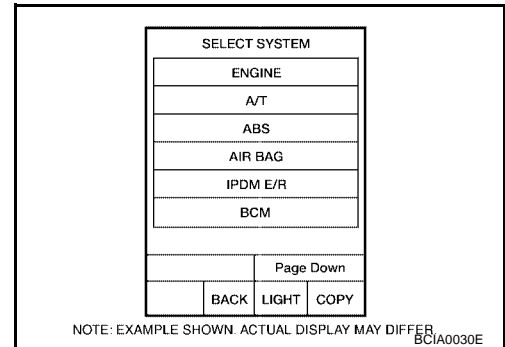 SELECT SYSTEM
ENGINE
A/T
ABS
AIR BAG
IPDM E/R
BCM
Page Down
BACK LIGHT COPY
NOTE: EXAMPLE SHOWN. ACTUAL DISPLAY MAY DIFFER.
BCIA0030E